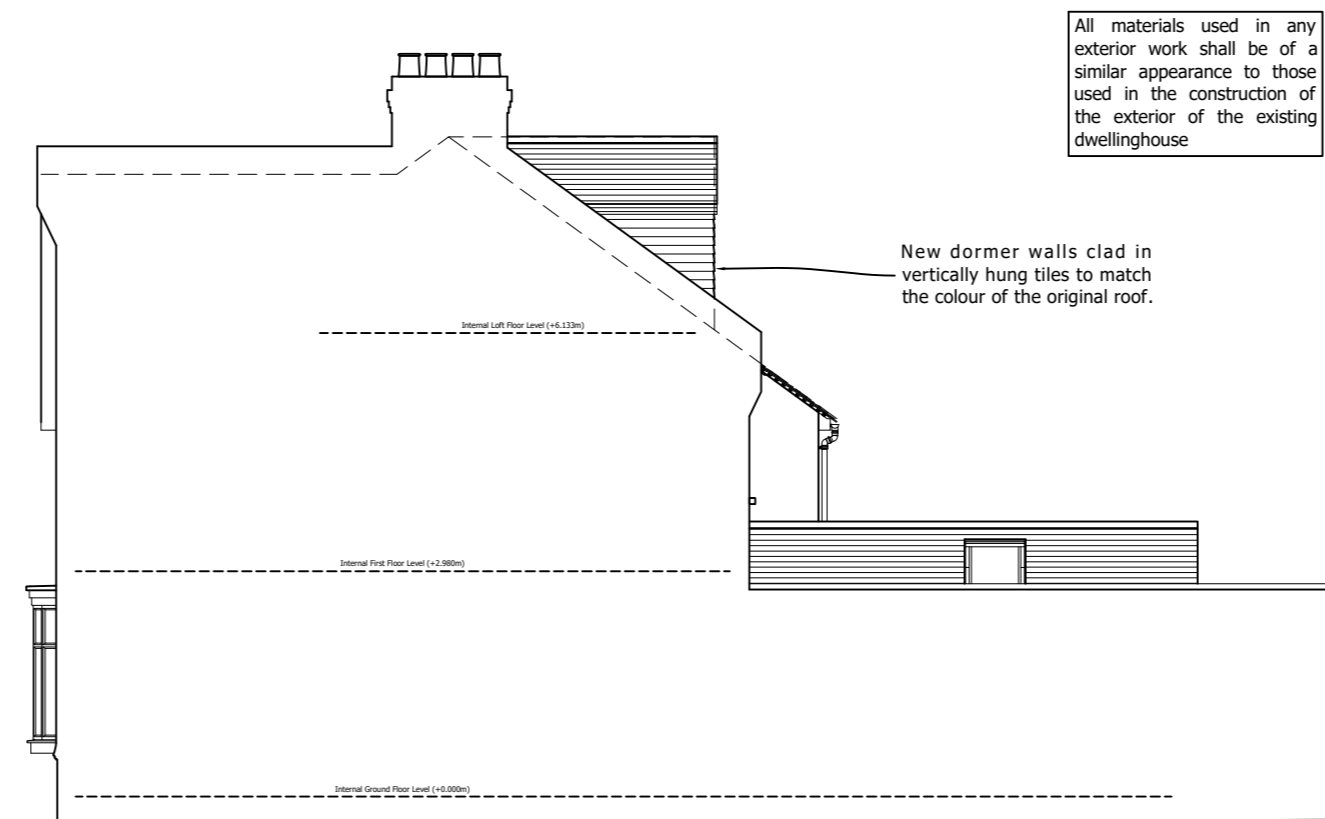 All materials used in any
exterior work shall be of a
similar appearance to those
used in the construction of
the exterior of the existing
dwellinghouse
New dormer walls clad in
vertically hung tiles to match
the colour of the original roof.
Internal Loft Floor Level (+6.133m)
Internal First Floor Level (+2.980m)
Internal Ground Floor Level (+0.000m)